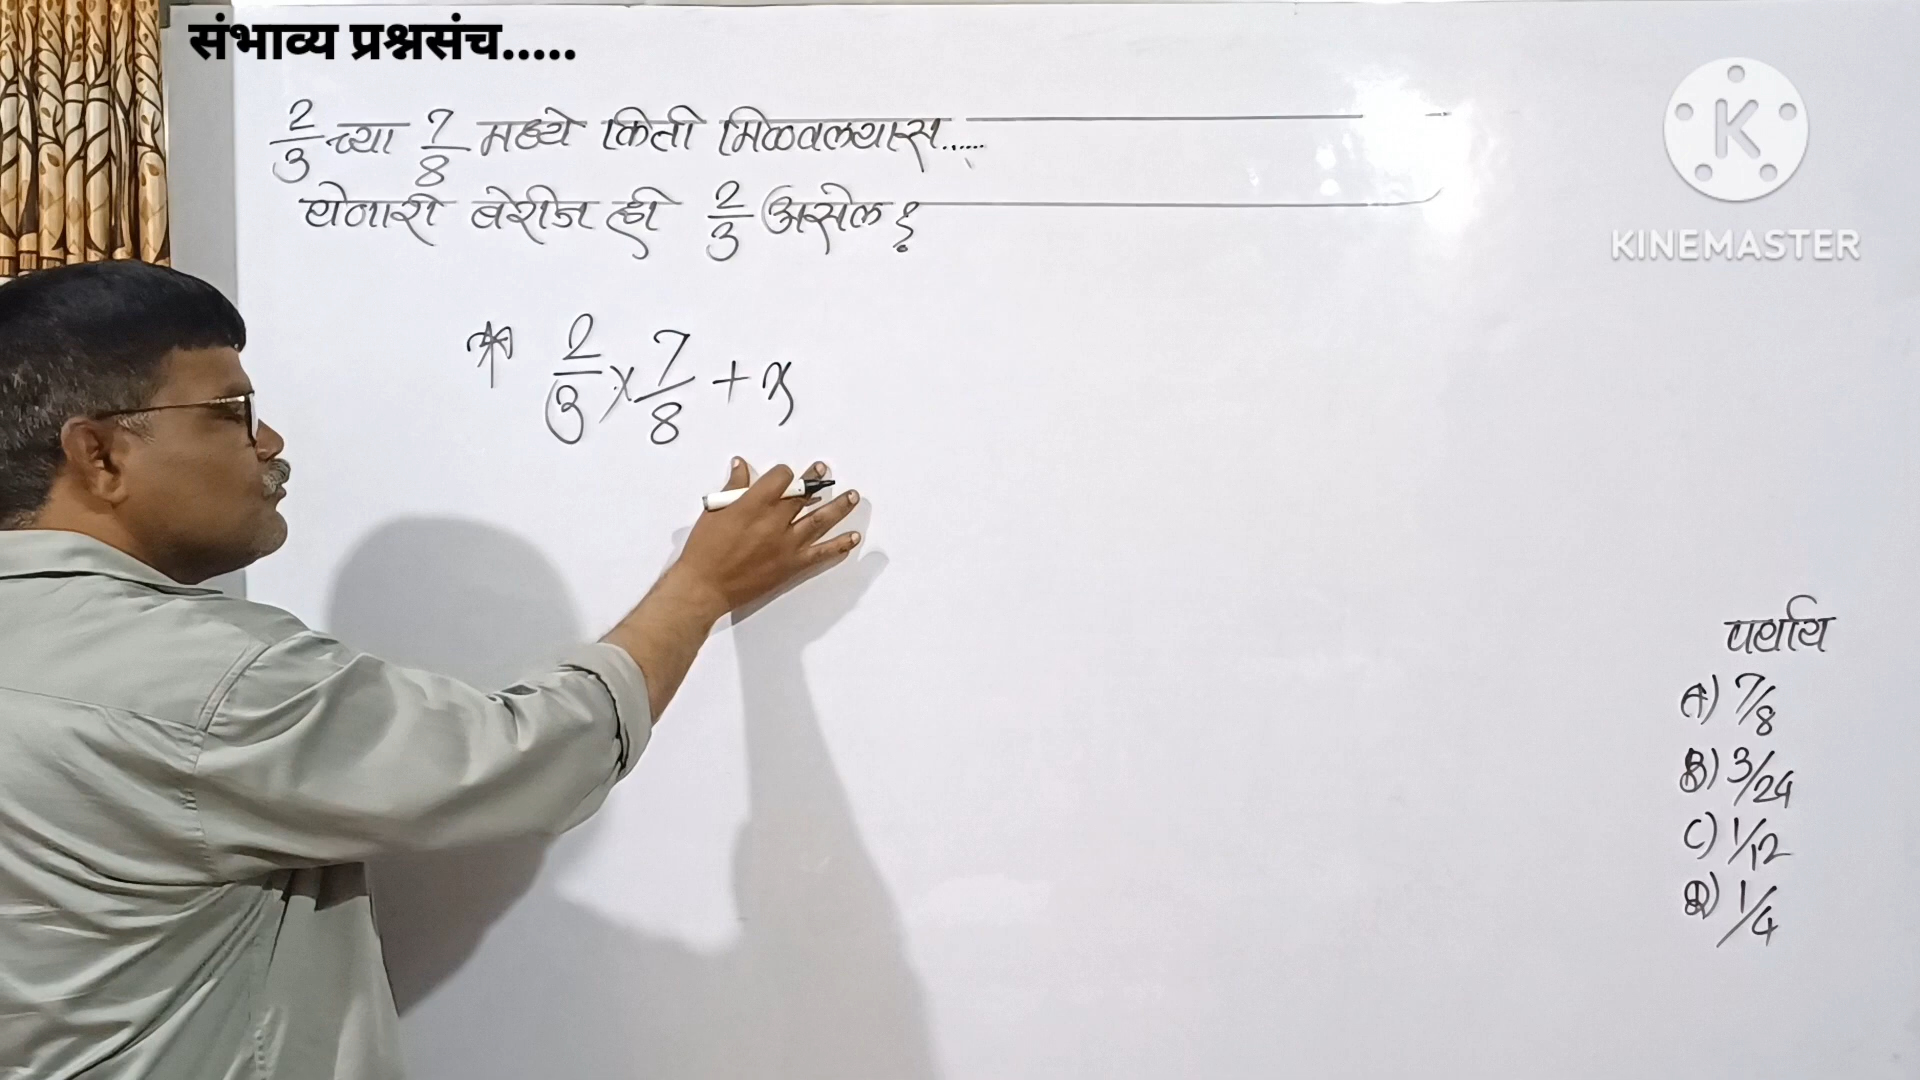 संभाव्य प्रश्नसंच.....
2/3 च्या 7/8 मध्ये किती मिळवल्यास......
येणारी बेरीज ही 2/3 असेल ?
* 2/3 x 7/8 + x
पर्याय
A) 7/8
B) 3/24
C) 1/12
D) 1/4
K
KINEMASTER